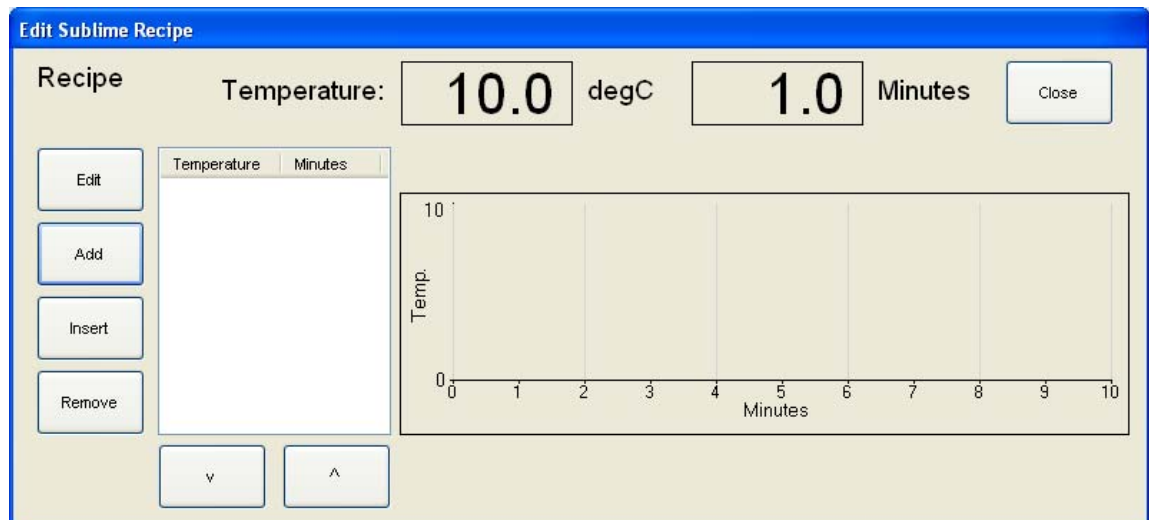 Edit Sublime Recipe
Recipe
Temperature: 10.0 degC 1.0 Minutes
Close
Edit
Add
Insert
Remove
Temperature Minutes
v ^
10
Temp.
0
0 1 2 3 4 5 6 7 8 9 10
Minutes